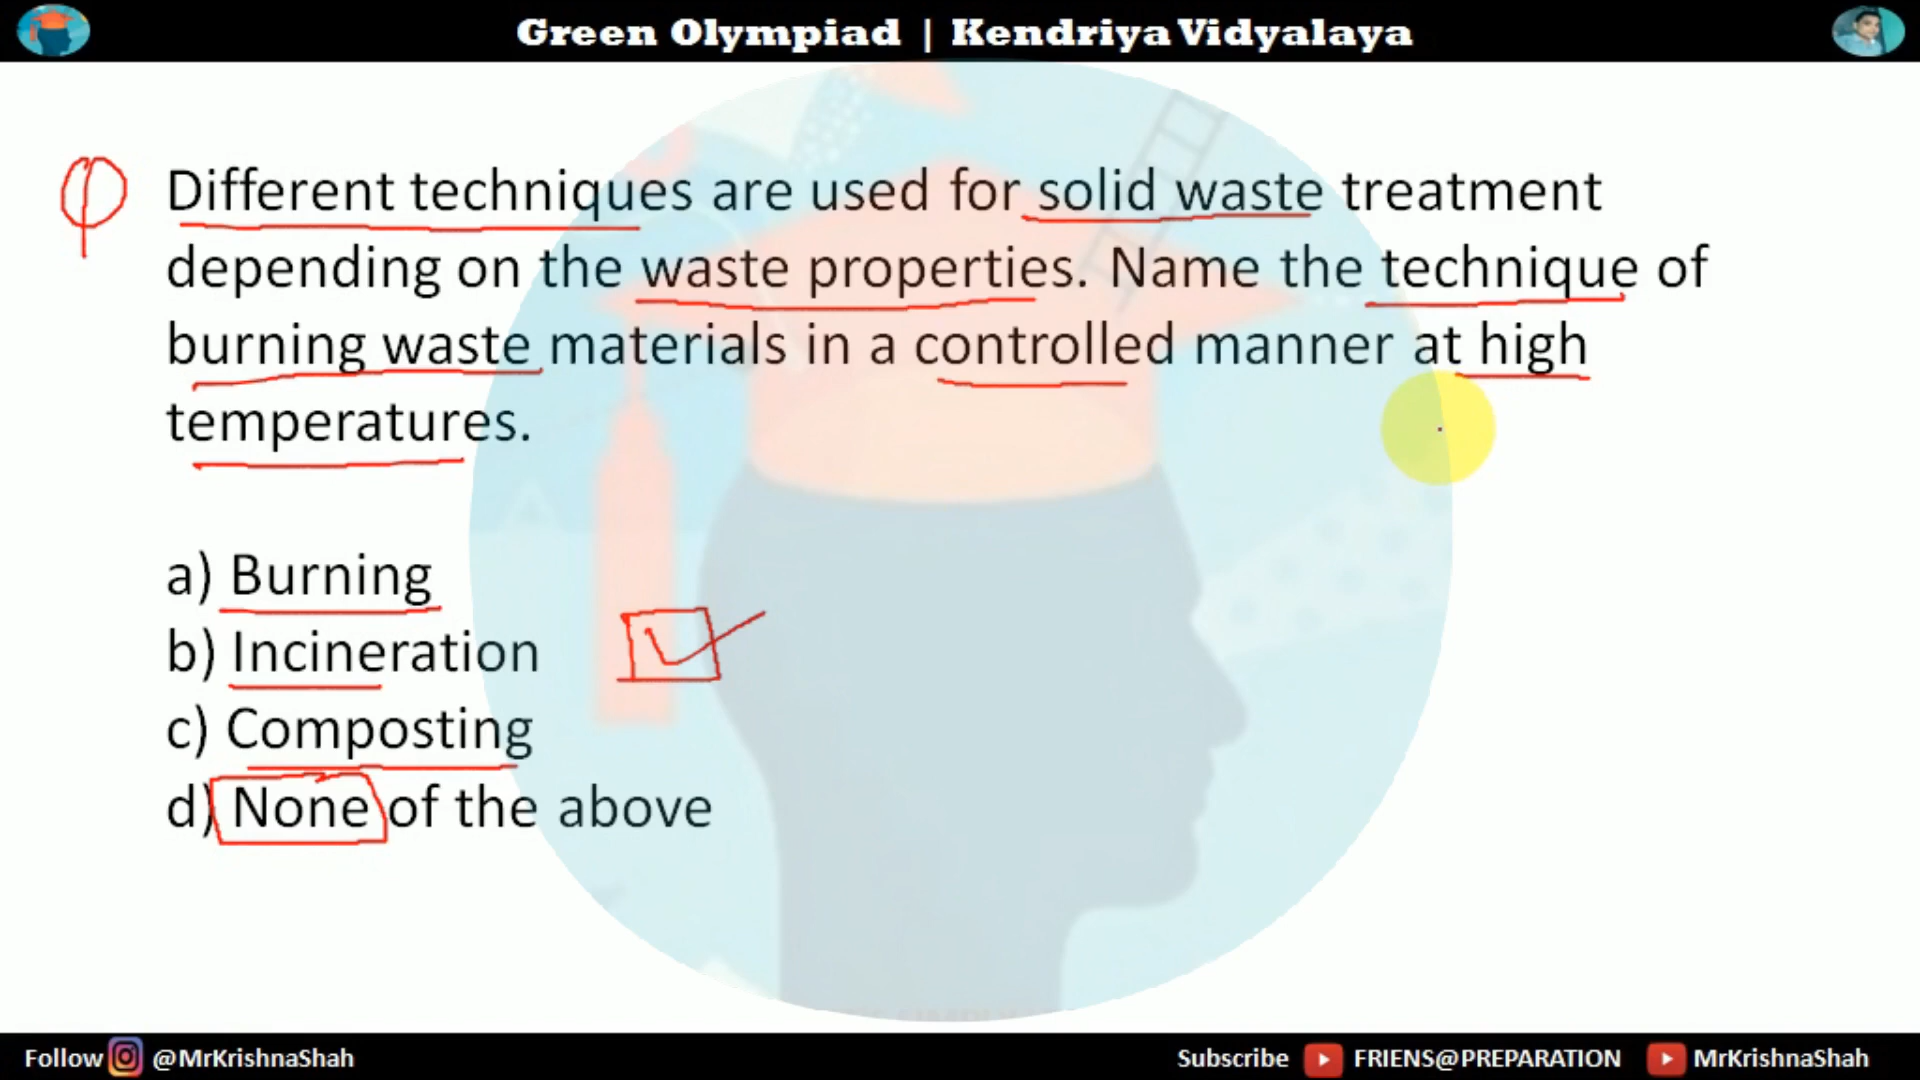 Green Olympiad | Kendriya Vidyalaya
Different techniques are used for solid waste treatment
depending on the waste properties. Name the technique of
burning waste materials in a controlled manner at high
temperatures.
a) Burning
b) Incineration
c) Composting
d) None of the above
Follow @MrKrishnaShah
Subscribe FRIENS@PREPARATION MrKrishnaShah